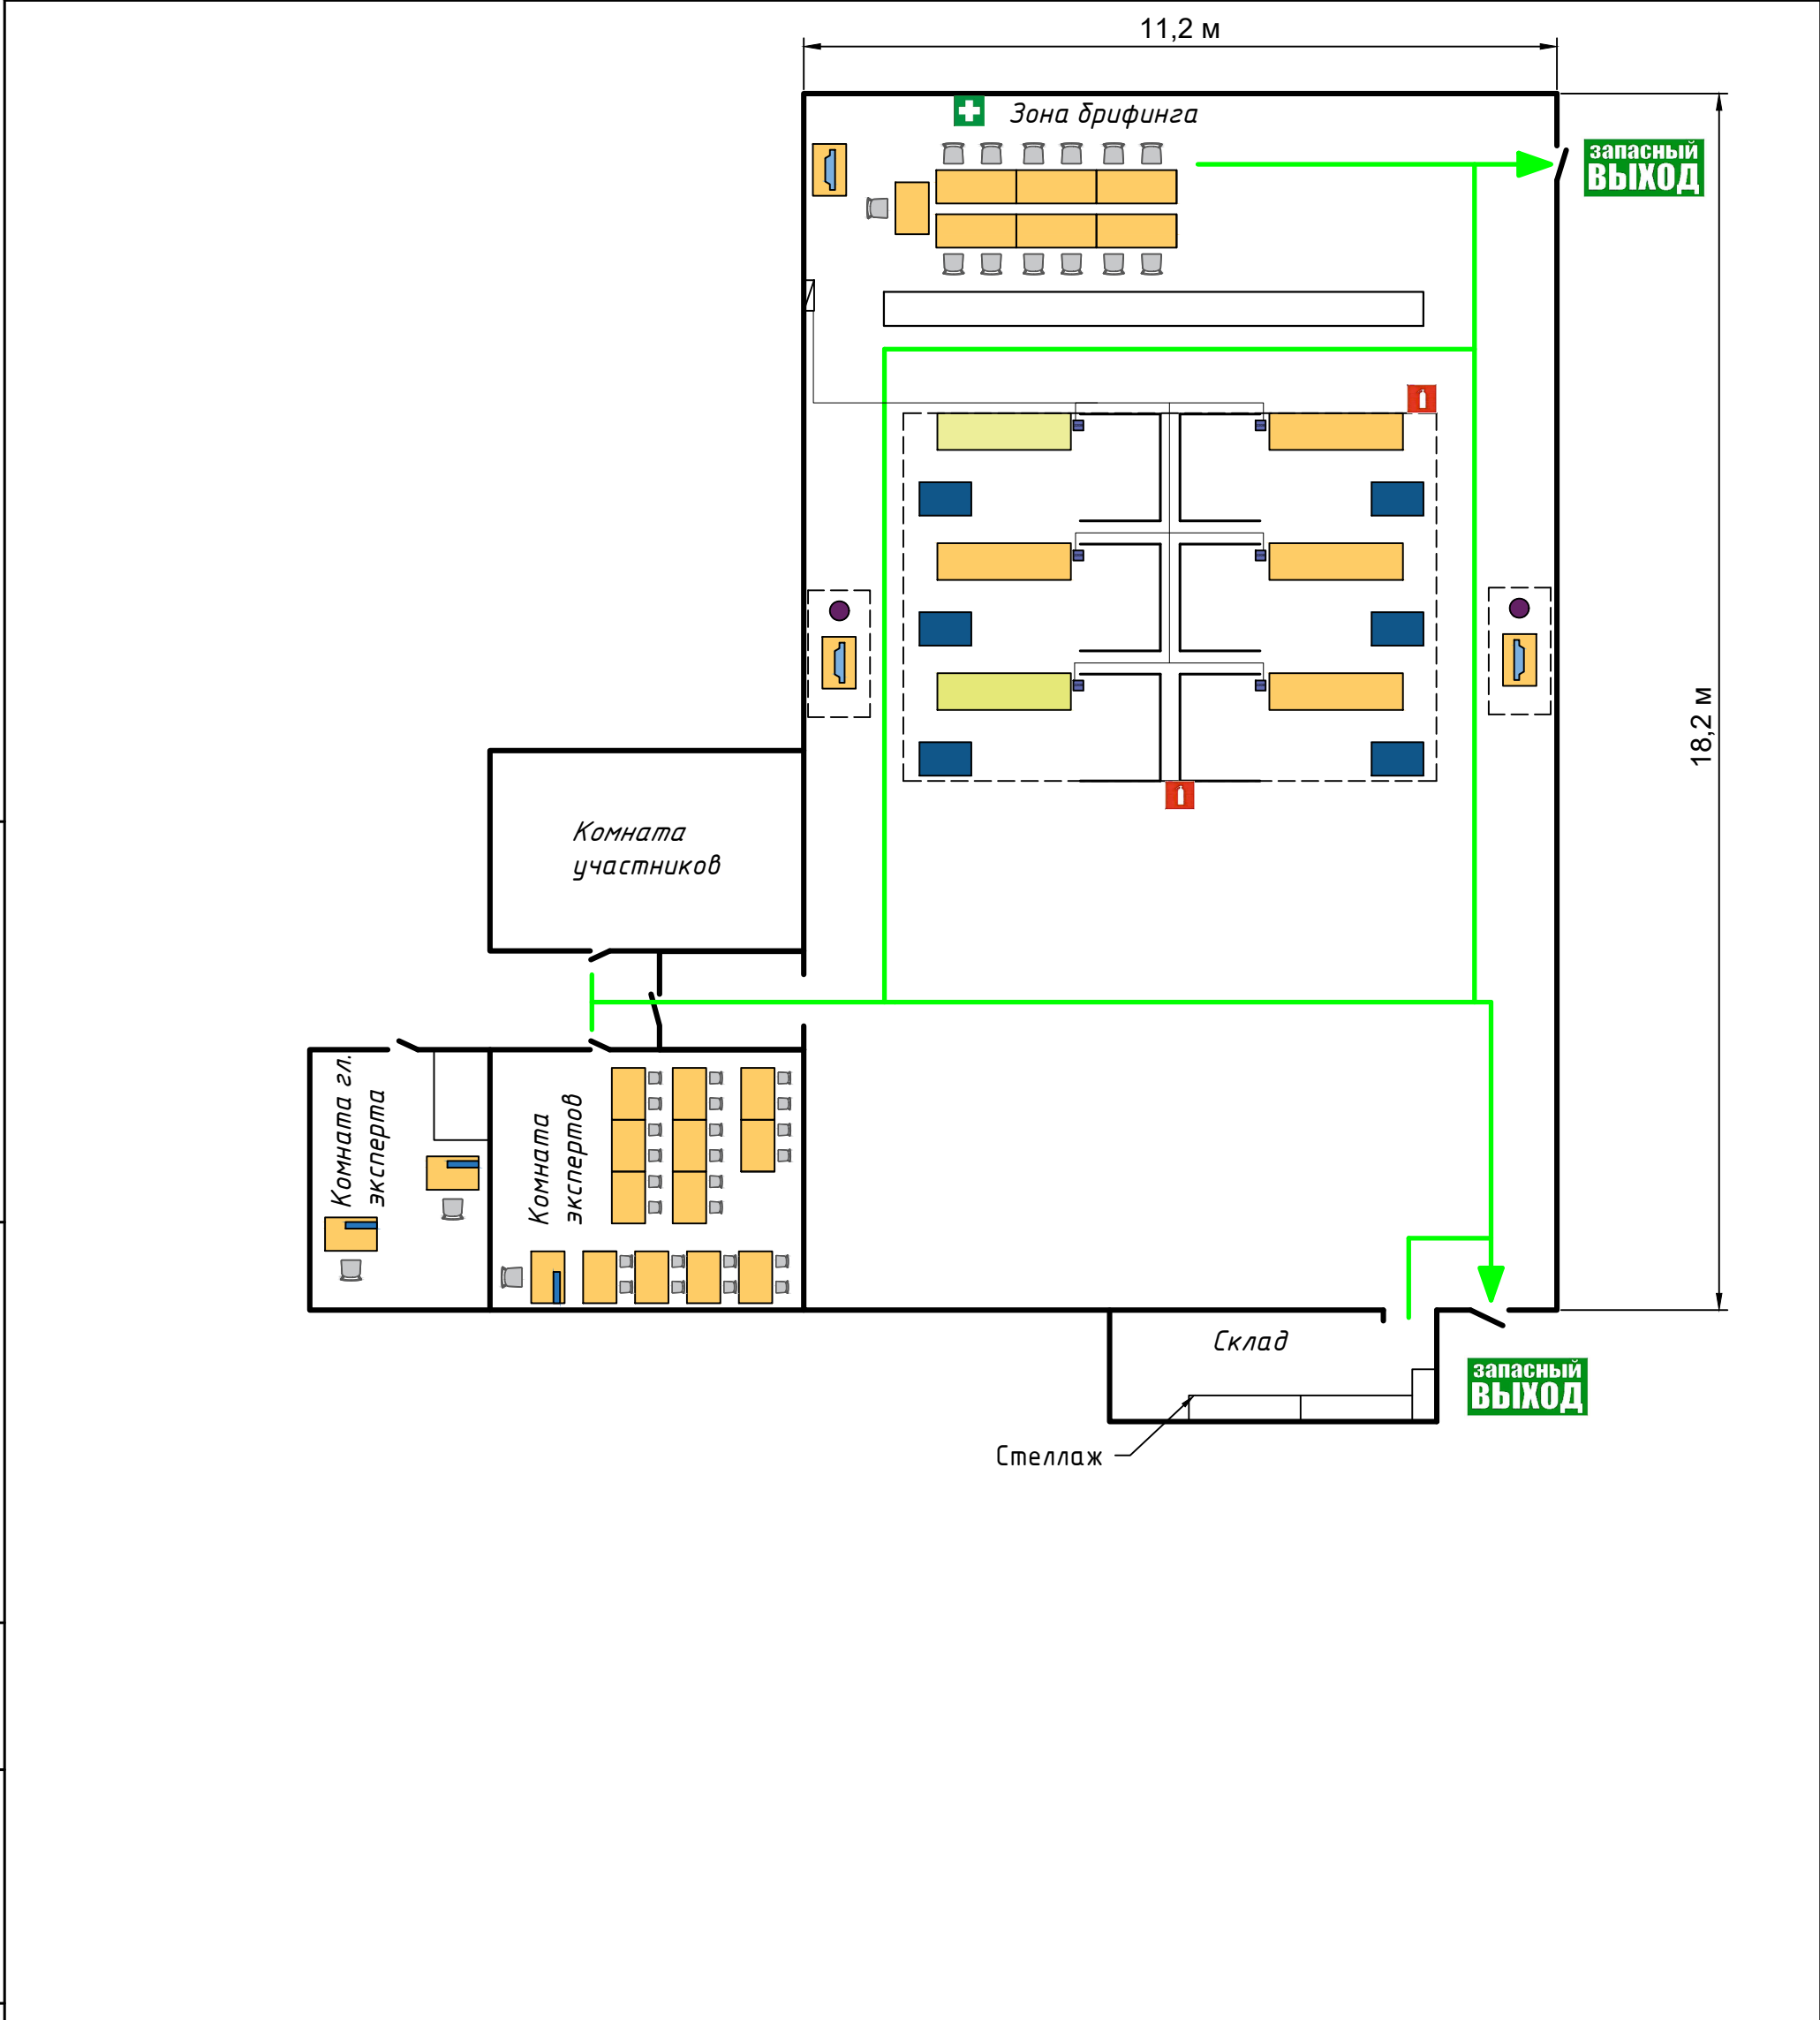 11,2 м
Зона брифинга
запасный
ВЫХОД
18,2 м
Комната
участников
Комната гл.
эксперта
Комната
экспертов
Склад
запасный
ВЫХОД
Стеллаж